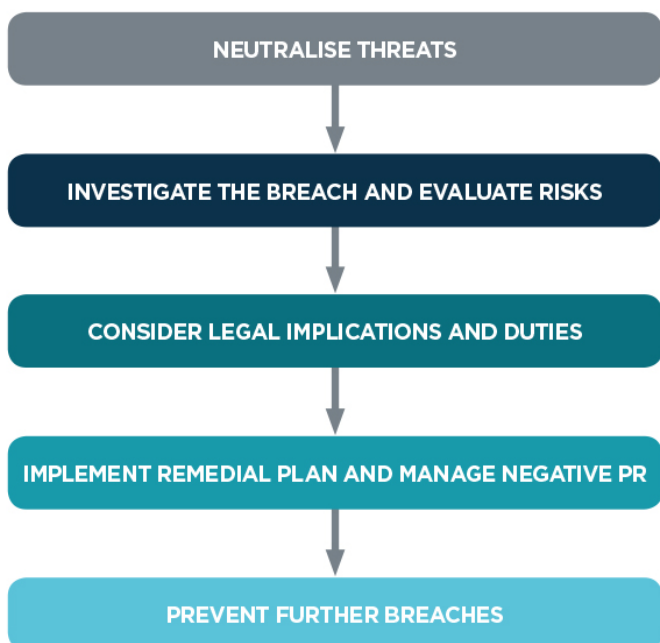 NEUTRALISE THREATS
INVESTIGATE THE BREACH AND EVALUATE RISKS
CONSIDER LEGAL IMPLICATIONS AND DUTIES
IMPLEMENT REMEDIAL PLAN AND MANAGE NEGATIVE PR
PREVENT FURTHER BREACHES